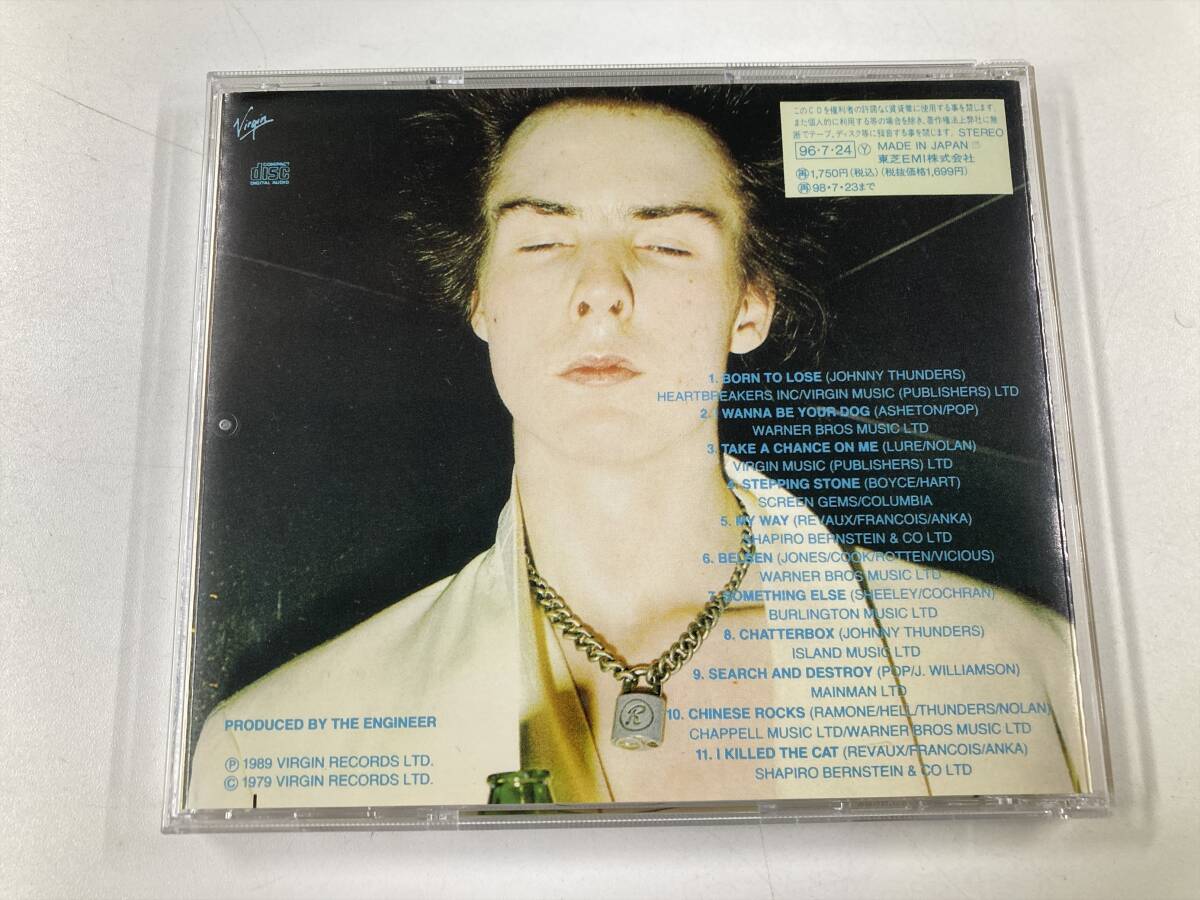 Virgin
COMPACT
disc
DIGITAL AUDIO
このCDを権利者の許諾なく賃貸業に使用する事を禁じます
また個人的に利用する等の場合を除き、著作権法上弊社に無
断でテープ、ディスク等に録音する事を禁じます。STEREO
96・7・24 Y MADE IN JAPAN
東芝EMI株式会社
再1,750円(税込)(税抜価格1,699円)
再98・7・23まで
1. BORN TO LOSE (JOHNNY THUNDERS)
HEARTBREAKERS INC/VIRGIN MUSIC (PUBLISHERS) LTD
2. I WANNA BE YOUR DOG (ASHETON/POP)
WARNER BROS MUSIC LTD
3. TAKE A CHANCE ON ME (LURE/NOLAN)
VIRGIN MUSIC (PUBLISHERS) LTD
4. STEPPING STONE (BOYCE/HART)
SCREEN GEMS/COLUMBIA
5. MY WAY (REVAUX/FRANCOIS/ANKA)
SHAPIRO BERNSTEIN & CO LTD
6. BELSEN (JONES/COOK/ROTTEN/VICIOUS)
WARNER BROS MUSIC LTD
7. SOMETHING ELSE (SHEELEY/COCHRAN)
BURLINGTON MUSIC LTD
8. CHATTERBOX (JOHNNY THUNDERS)
ISLAND MUSIC LTD
9. SEARCH AND DESTROY (POP/J. WILLIAMSON)
MAINMAN LTD
10. CHINESE ROCKS (RAMONE/HELL/THUNDERS/NOLAN)
CHAPPELL MUSIC LTD/WARNER BROS MUSIC LTD
11. I KILLED THE CAT (REVAUX/FRANCOIS/ANKA)
SHAPIRO BERNSTEIN & CO LTD
R
PRODUCED BY THE ENGINEER
Ⓟ 1989 VIRGIN RECORDS LTD.
© 1979 VIRGIN RECORDS LTD.